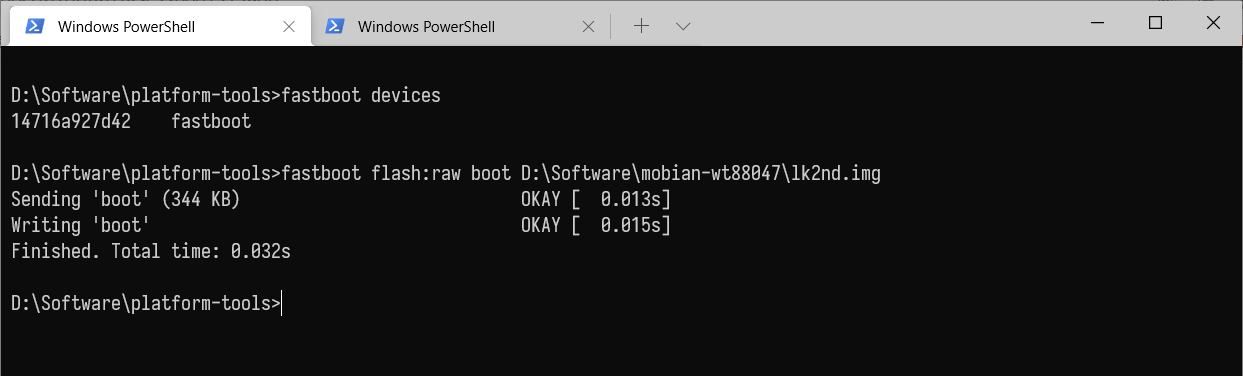 Windows PowerShell
Windows PowerShell
D:\Software\platform-tools>fastboot devices
14716a927d42    fastboot
D:\Software\platform-tools>fastboot flash:raw boot D:\Software\mobian-wt88047\lk2nd.img
Sending 'boot' (344 KB)                            OKAY [  0.013s]
Writing 'boot'                                     OKAY [  0.015s]
Finished. Total time: 0.032s
D:\Software\platform-tools>